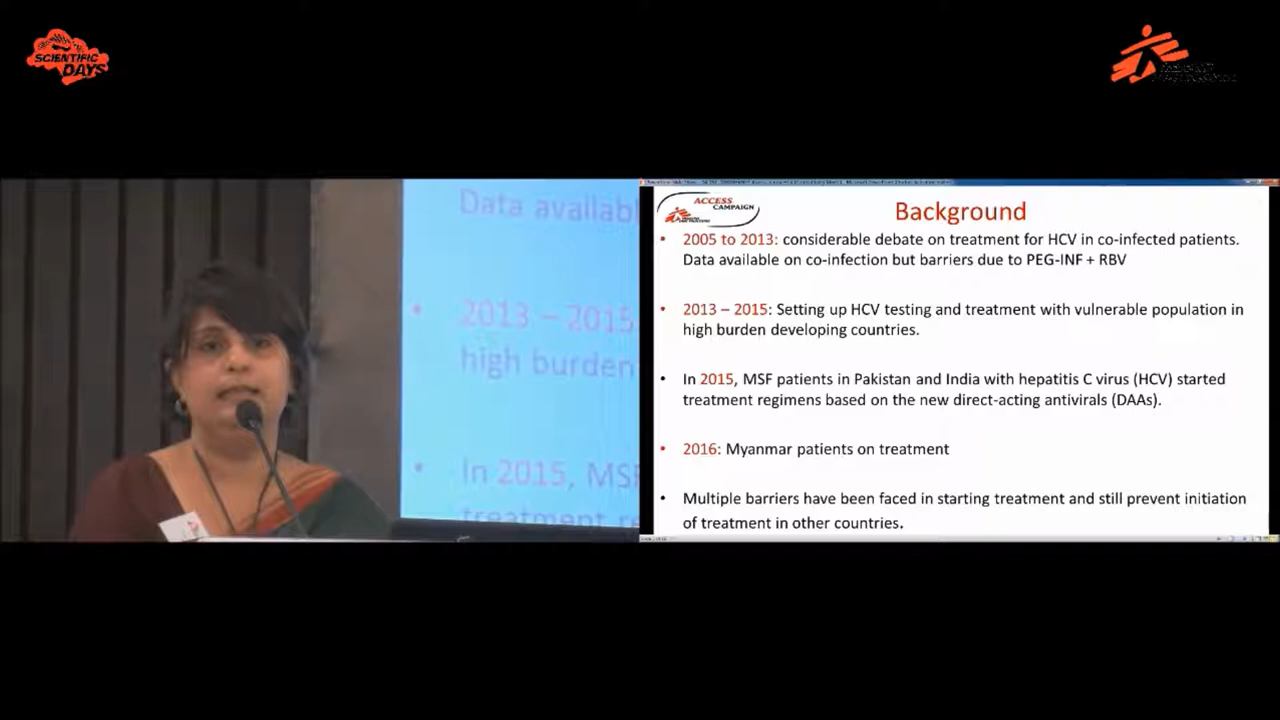 SCIENTIFIC
DAYS
Data availabl
2013 – 2015
high burden
In 2015, MSF
treatment re
ACCESS
CAMPAIGN
Background
• 2005 to 2013: considerable debate on treatment for HCV in co-infected patients.
Data available on co-infection but barriers due to PEG-INF + RBV
• 2013 – 2015: Setting up HCV testing and treatment with vulnerable population in
high burden developing countries.
• In 2015, MSF patients in Pakistan and India with hepatitis C virus (HCV) started
treatment regimens based on the new direct-acting antivirals (DAAs).
• 2016: Myanmar patients on treatment
• Multiple barriers have been faced in starting treatment and still prevent initiation
of treatment in other countries.